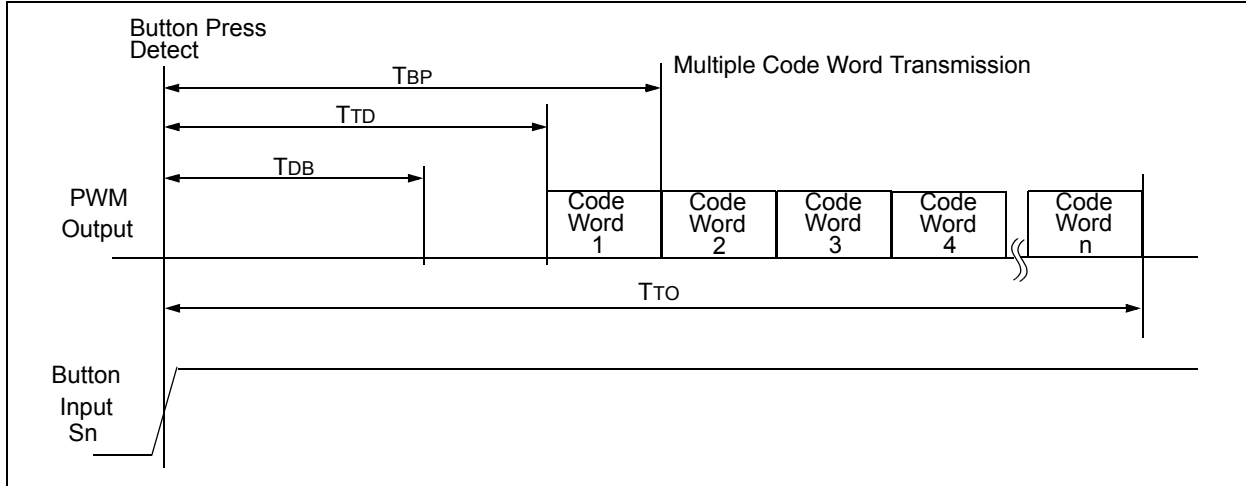 Button Press
Detect
TBP
Multiple Code Word Transmission
TTD
TDB
PWM
Output
Code
Word
1
Code
Word
2
Code
Word
3
Code
Word
4
Code
Word
n
TTO
Button
Input
Sn